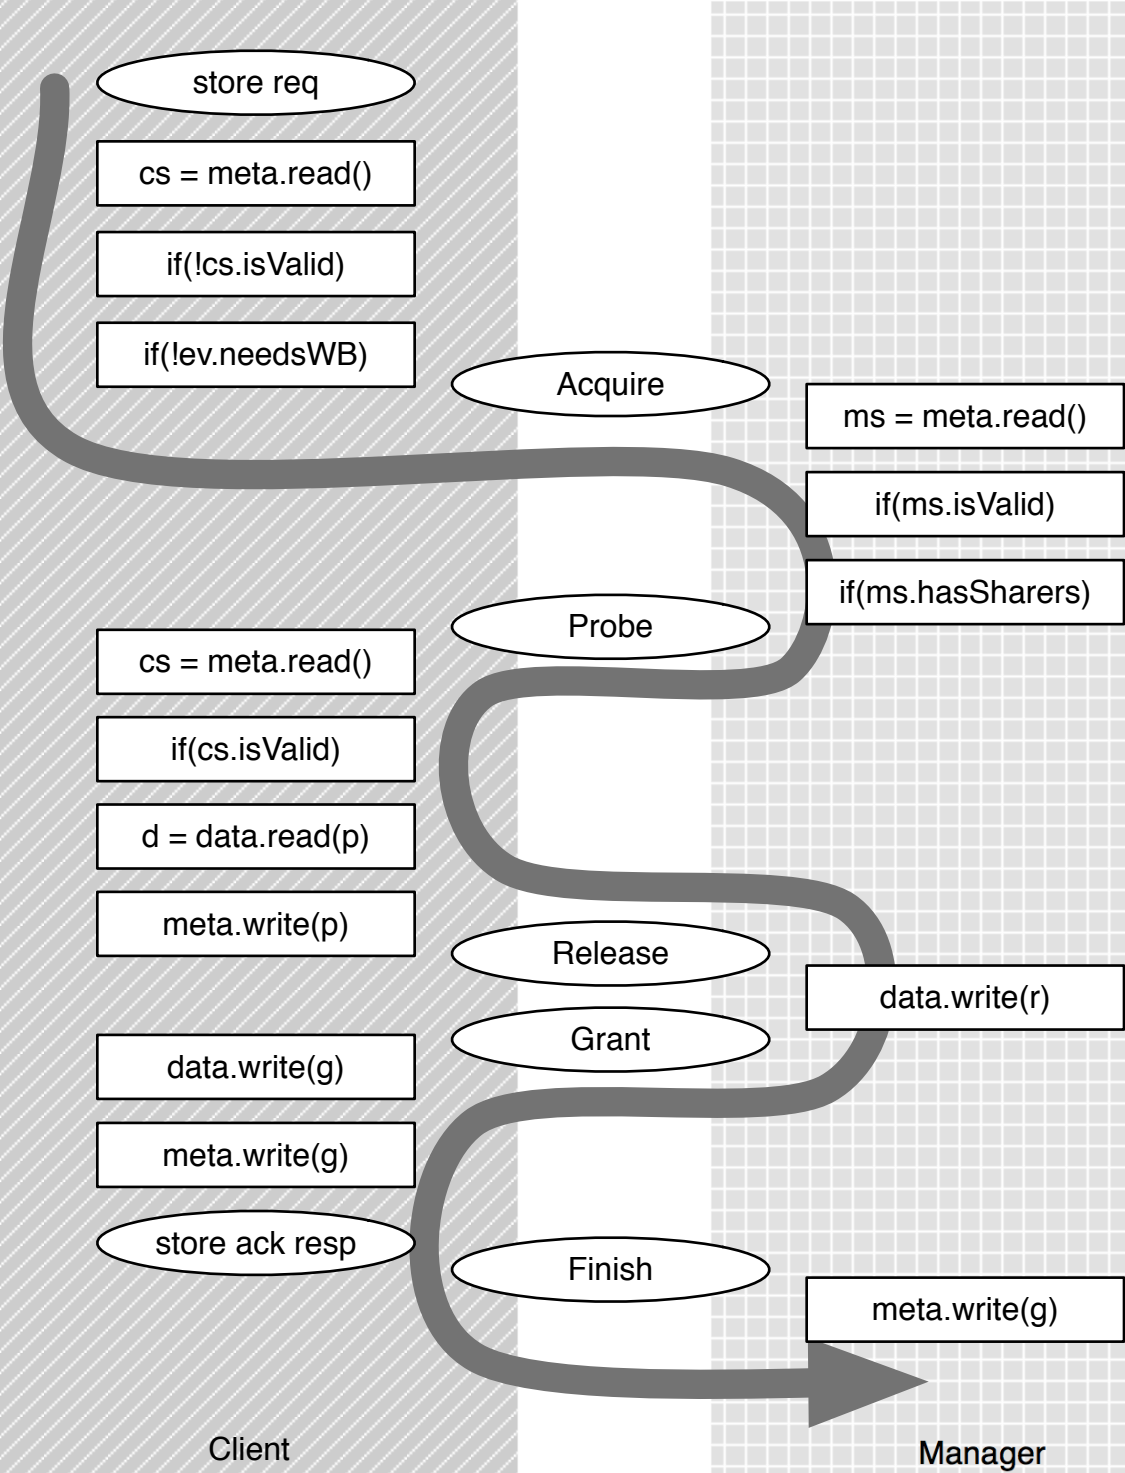 store req
cs = meta.read()
if(!cs.isValid)
if(!ev.needsWB)
Acquire
ms = meta.read()
if(ms.isValid)
if(ms.hasSharers)
Probe
cs = meta.read()
if(cs.isValid)
d = data.read(p)
meta.write(p)
Release
data.write(r)
Grant
data.write(g)
meta.write(g)
store ack resp
Finish
meta.write(g)
Client
Manager